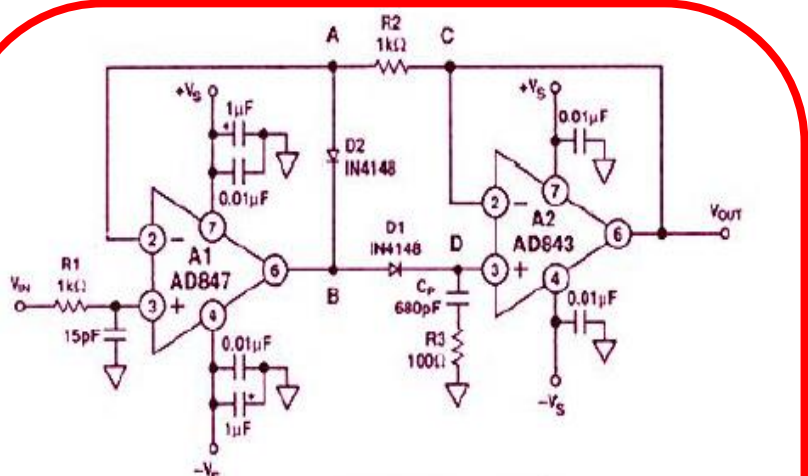 A
R2
1kΩ
C
+Vs
1μF
+
0.01μF
D2
IN4148
+Vs
0.01μF
7
2
−
A1
AD847
6
3
+
4
R1
1kΩ
VIN
15pF
B
D1
IN4148
D
CP
680pF
R3
100Ω
7
2
−
A2
AD843
6
3
+
4
VOUT
0.01μF
−Vs
0.01μF
+
1μF
−Vs